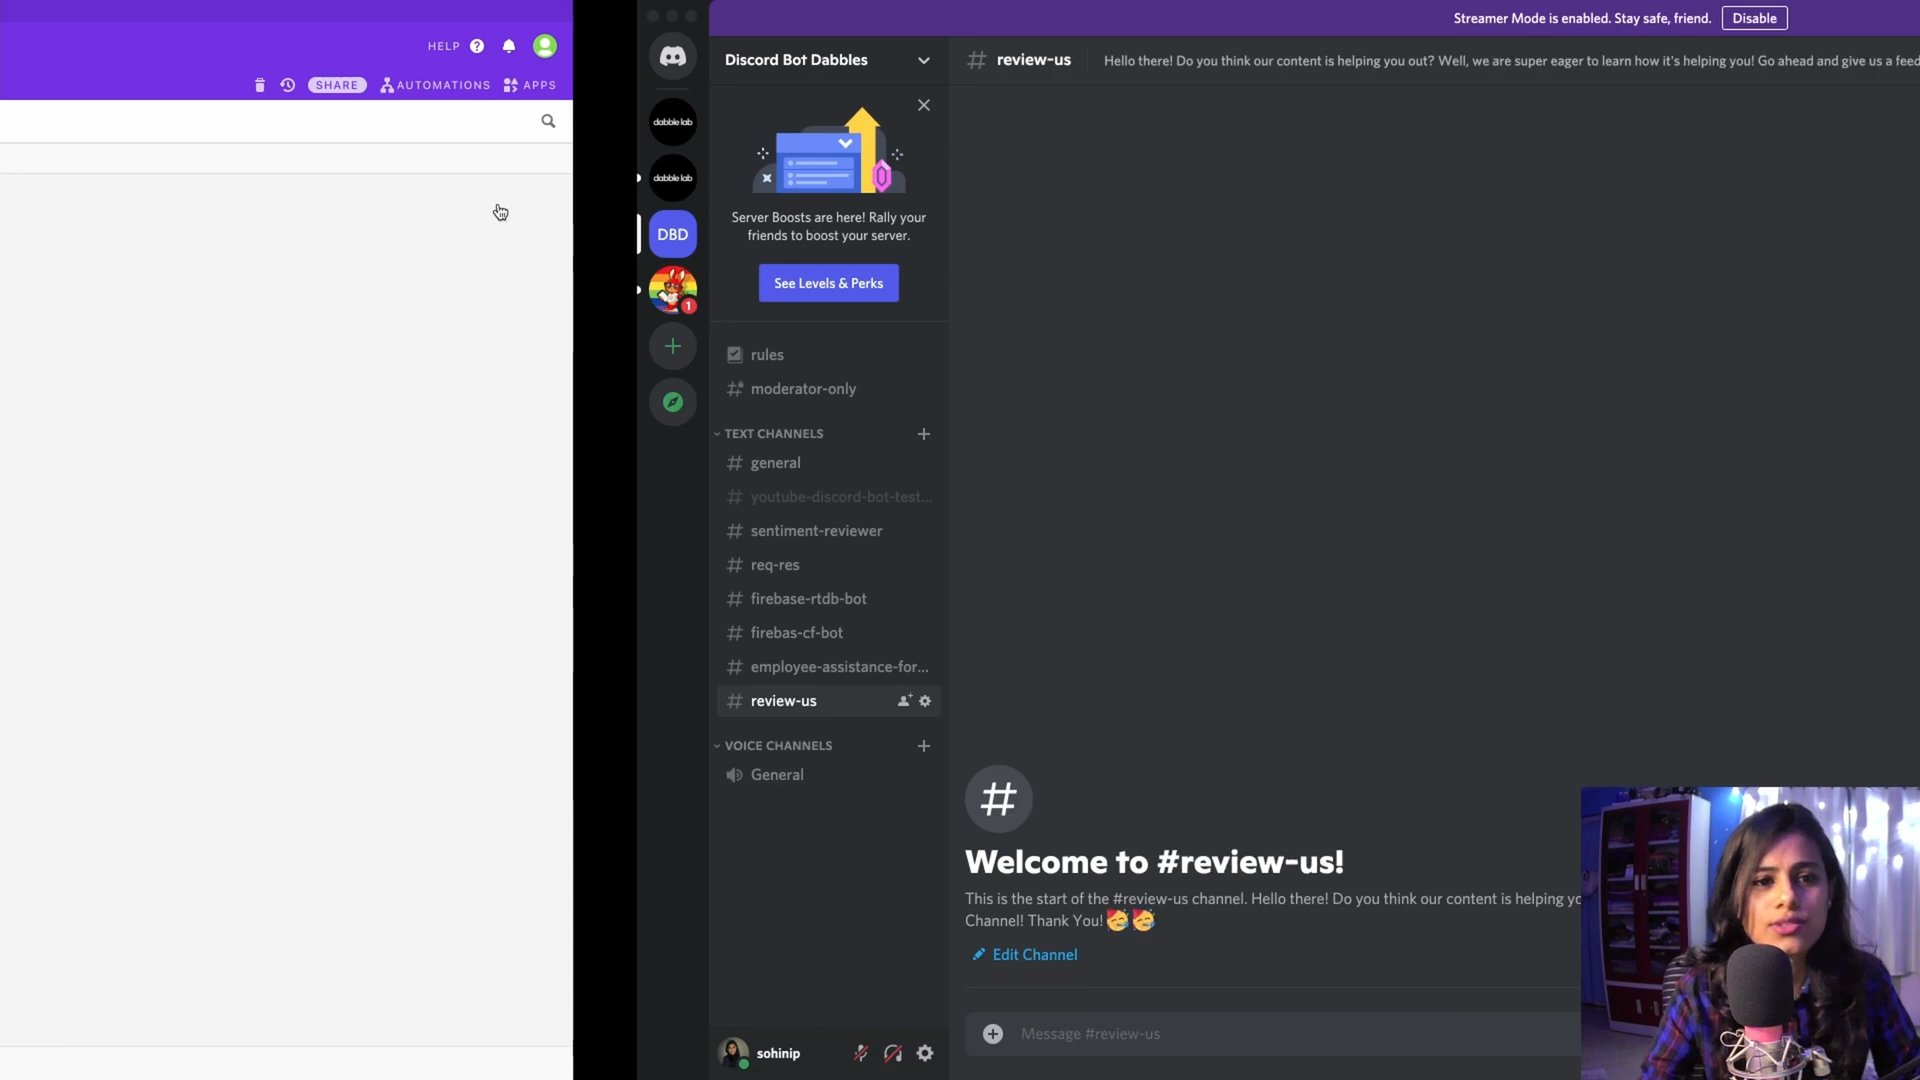 HELP
SHARE
AUTOMATIONS
APPS
Streamer Mode is enabled. Stay safe, friend.
Disable
dabble lab
dabble lab
DBD
1
Discord Bot Dabbles
Server Boosts are here! Rally your
friends to boost your server.
See Levels & Perks
rules
moderator-only
TEXT CHANNELS
general
youtube-discord-bot-test...
sentiment-reviewer
req-res
firebase-rtdb-bot
firebas-cf-bot
employee-assistance-for...
review-us
VOICE CHANNELS
General
sohinip
review-us
Hello there! Do you think our content is helping you out? Well, we are super eager to learn how it's helping you! Go ahead and give us a feed
Welcome to #review-us!
This is the start of the #review-us channel. Hello there! Do you think our content is helping yo
Channel! Thank You!
Edit Channel
Message #review-us